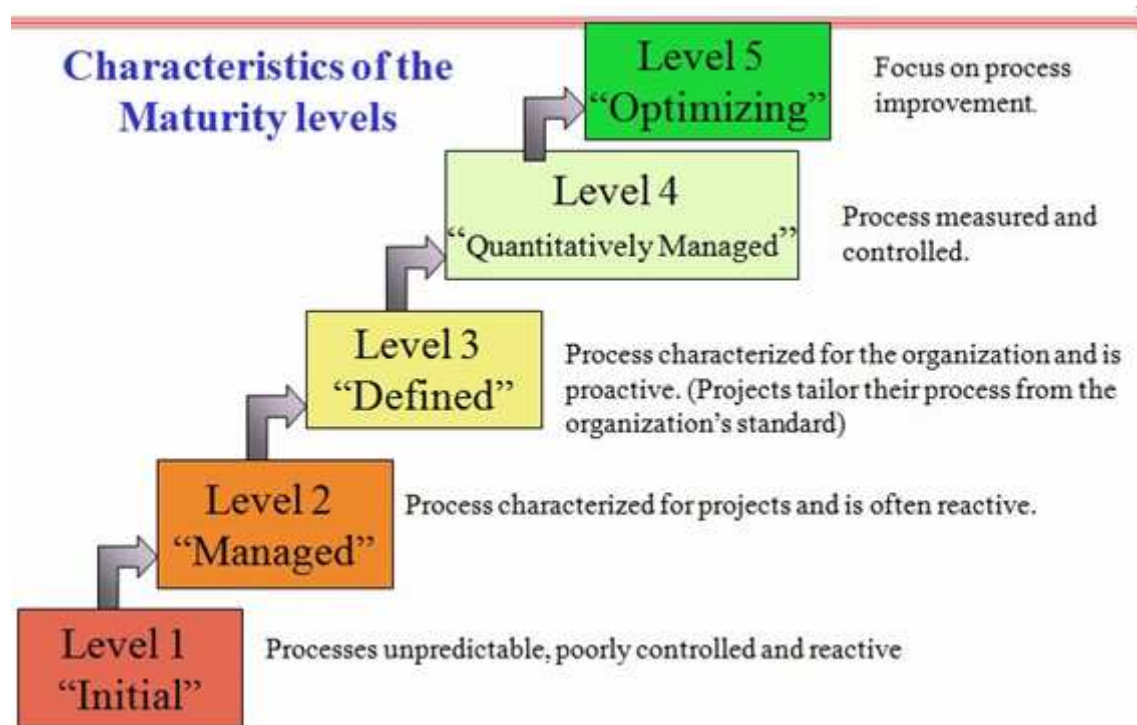 Characteristics of the
Maturity levels
Level 5
“Optimizing”
Focus on process
improvement.
Level 4
“Quantitatively Managed”
Process measured and
controlled.
Level 3
“Defined”
Process characterized for the organization and is
proactive. (Projects tailor their process from the
organization’s standard)
Level 2
“Managed”
Process characterized for projects and is often reactive.
Level 1
“Initial”
Processes unpredictable, poorly controlled and reactive